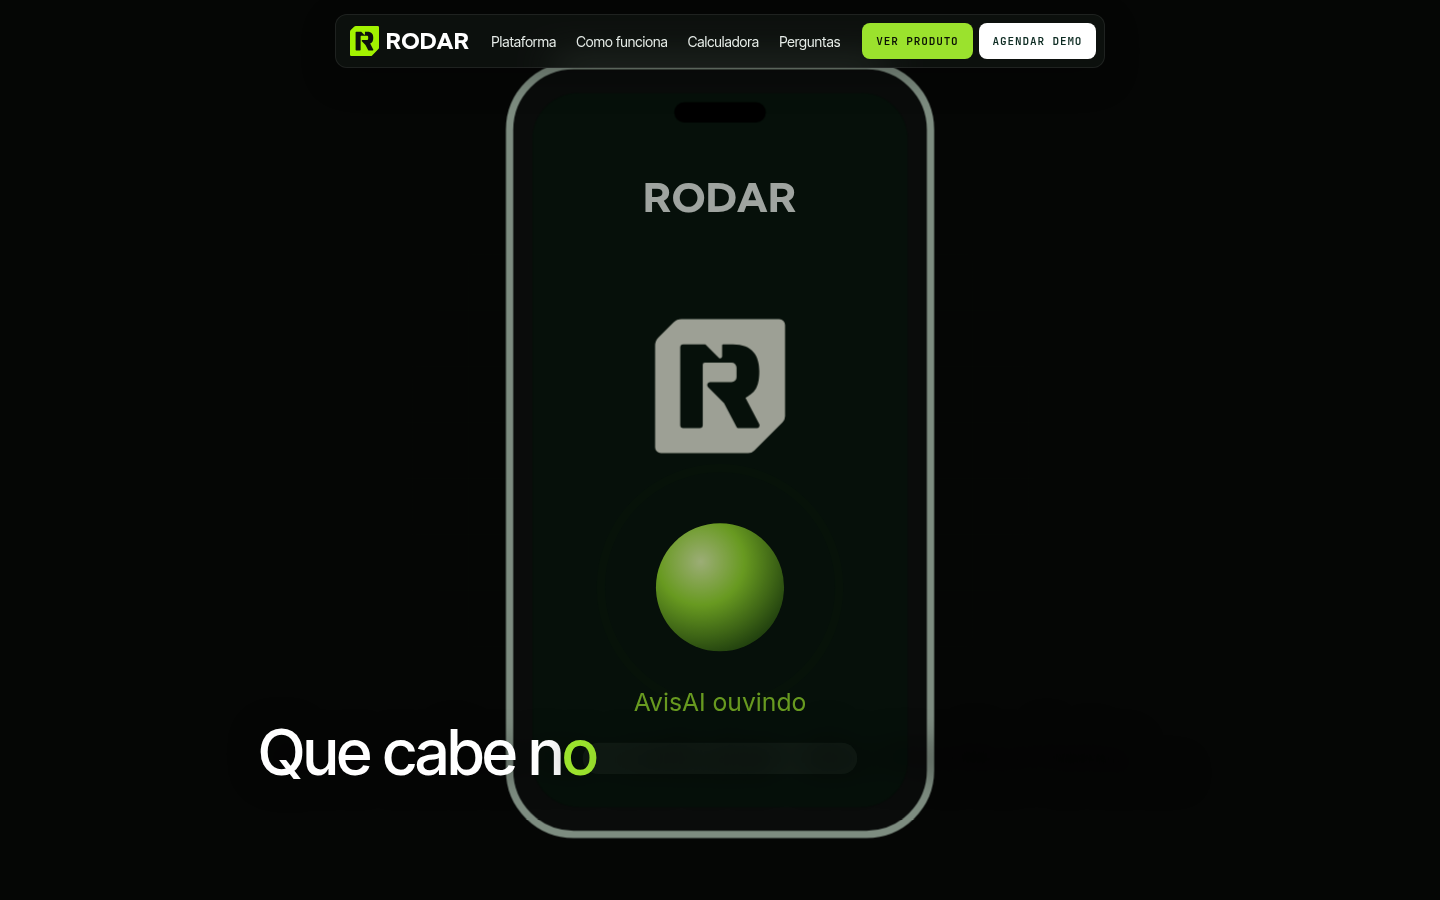 RODAR
Plataforma
Como funciona
Calculadora
Perguntas
VER PRODUTO
AGENDAR DEMO
RODAR
R
AvisAI ouvindo
Que cabe no